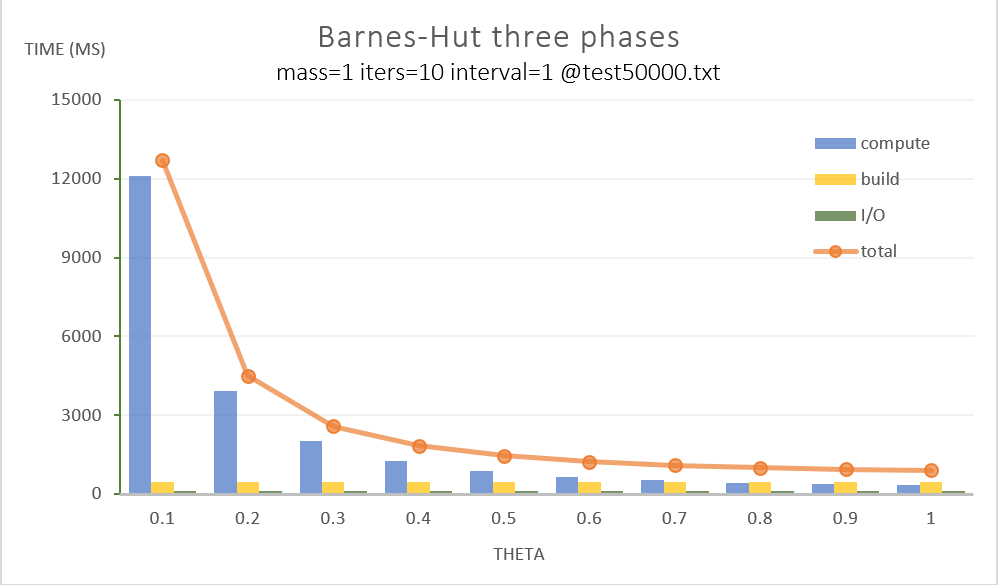 Barnes-Hut three phases
TIME (MS)
mass=1 iters=10 interval=1 @test50000.txt
15000
12000
9000
6000
3000
0
compute
build
I/O
total
0.1 0.2 0.3 0.4 0.5 0.6 0.7 0.8 0.9 1
THETA